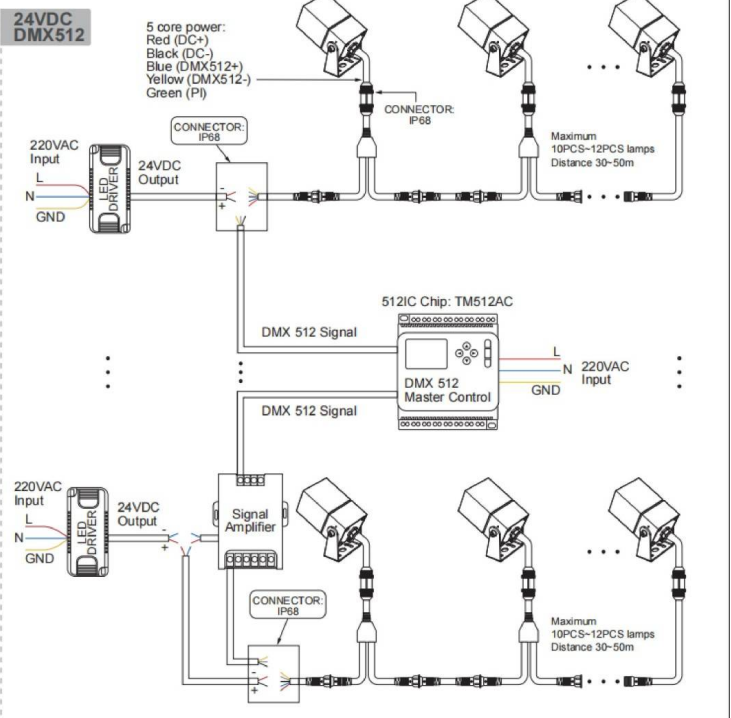 24VDC
DMX512
5 core power:
Red (DC+)
Black (DC-)
Blue (DMX512+)
Yellow (DMX512-)
Green (PI)
CONNECTOR:
IP68
CONNECTOR:
IP68
220VAC
Input
L
N
GND
LED
DRIVER
24VDC
Output
-
+
Maximum
10PCS~12PCS lamps
Distance 30~50m
512IC Chip: TM512AC
DMX 512 Signal
DMX 512
Master Control
L
N
GND
220VAC
Input
DMX 512 Signal
220VAC
Input
L
N
GND
LED
DRIVER
24VDC
Output
-
+
Signal
Amplifier
CONNECTOR:
IP68
-
+
Maximum
10PCS~12PCS lamps
Distance 30~50m